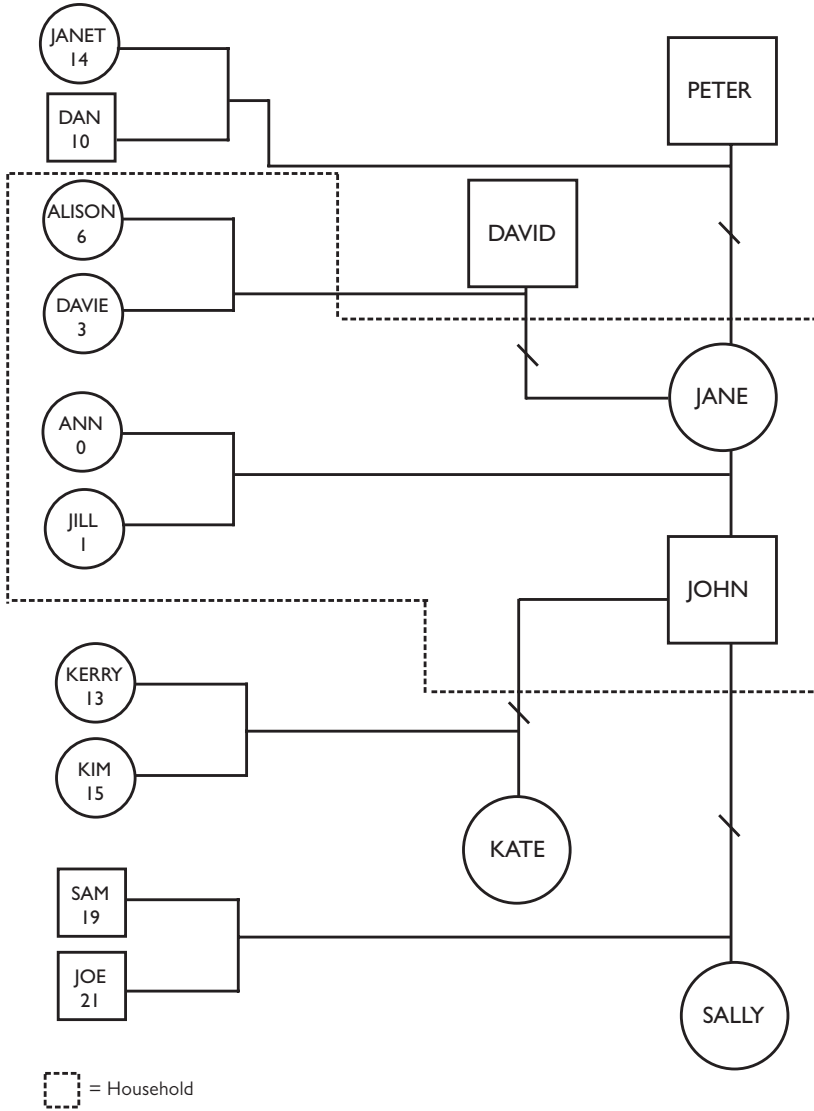 JANET
14
PETER
DAN
10
ALISON
6
DAVID
DAVIE
3
JANE
ANN
0
JILL
1
JOHN
KERRY
13
KIM
15
KATE
SAM
19
JOE
21
SALLY
= Household